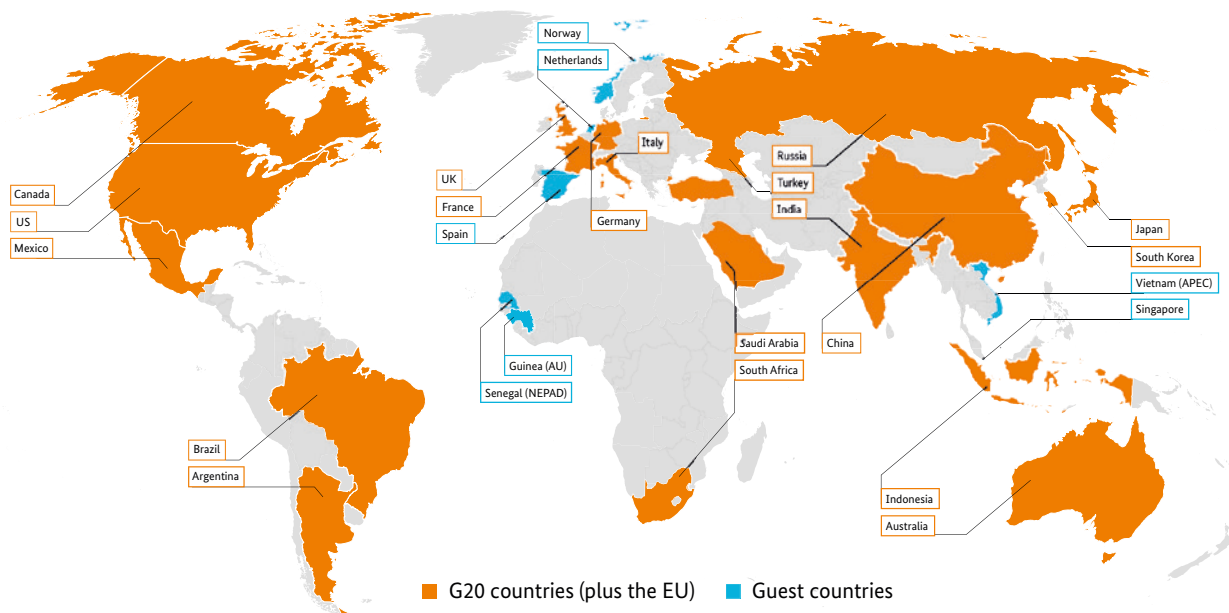 Norway
Netherlands
Italy
Canada
US
Mexico
UK
France
Spain
Germany
Russia
Turkey
India
Japan
South Korea
Vietnam (APEC)
Singapore
Saudi Arabia
China
South Africa
Guinea (AU)
Senegal (NEPAD)
Brazil
Argentina
Indonesia
Australia
G20 countries (plus the EU)
Guest countries